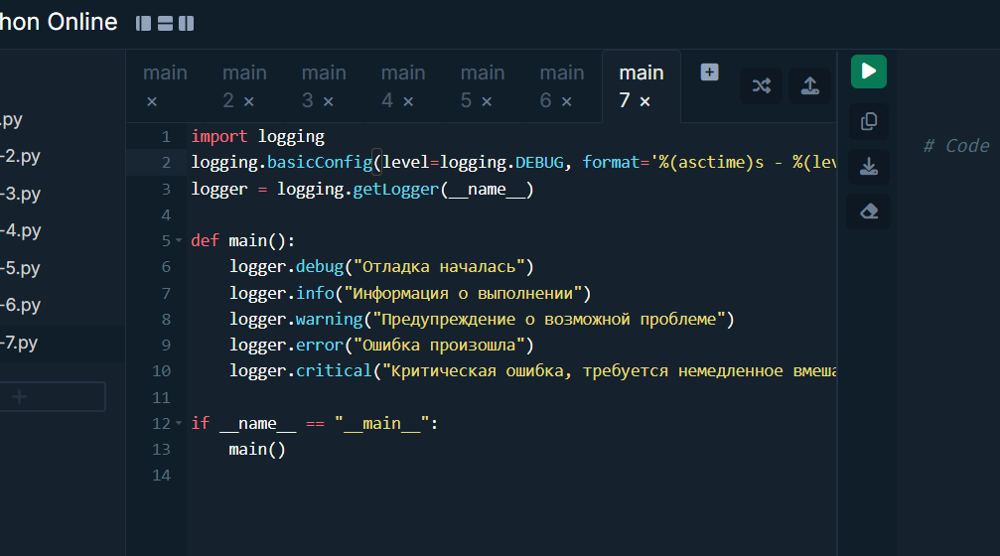 hon Online
main main main main main main main
× 2 × 3 × 4 × 5 × 6 × 7 ×
.py
-2.py
-3.py
-4.py
-5.py
-6.py
-7.py
+
1 import logging
2 logging.basicConfig(level=logging.DEBUG, format='%(asctime)s - %(lev
3 logger = logging.getLogger(__name__)
4
5 def main():
6 logger.debug("Отладка началась")
7 logger.info("Информация о выполнении")
8 logger.warning("Предупреждение о возможной проблеме")
9 logger.error("Ошибка произошла")
10 logger.critical("Критическая ошибка, требуется немедленное вмеша
11
12 if __name__ == "__main__":
13 main()
14
# Code